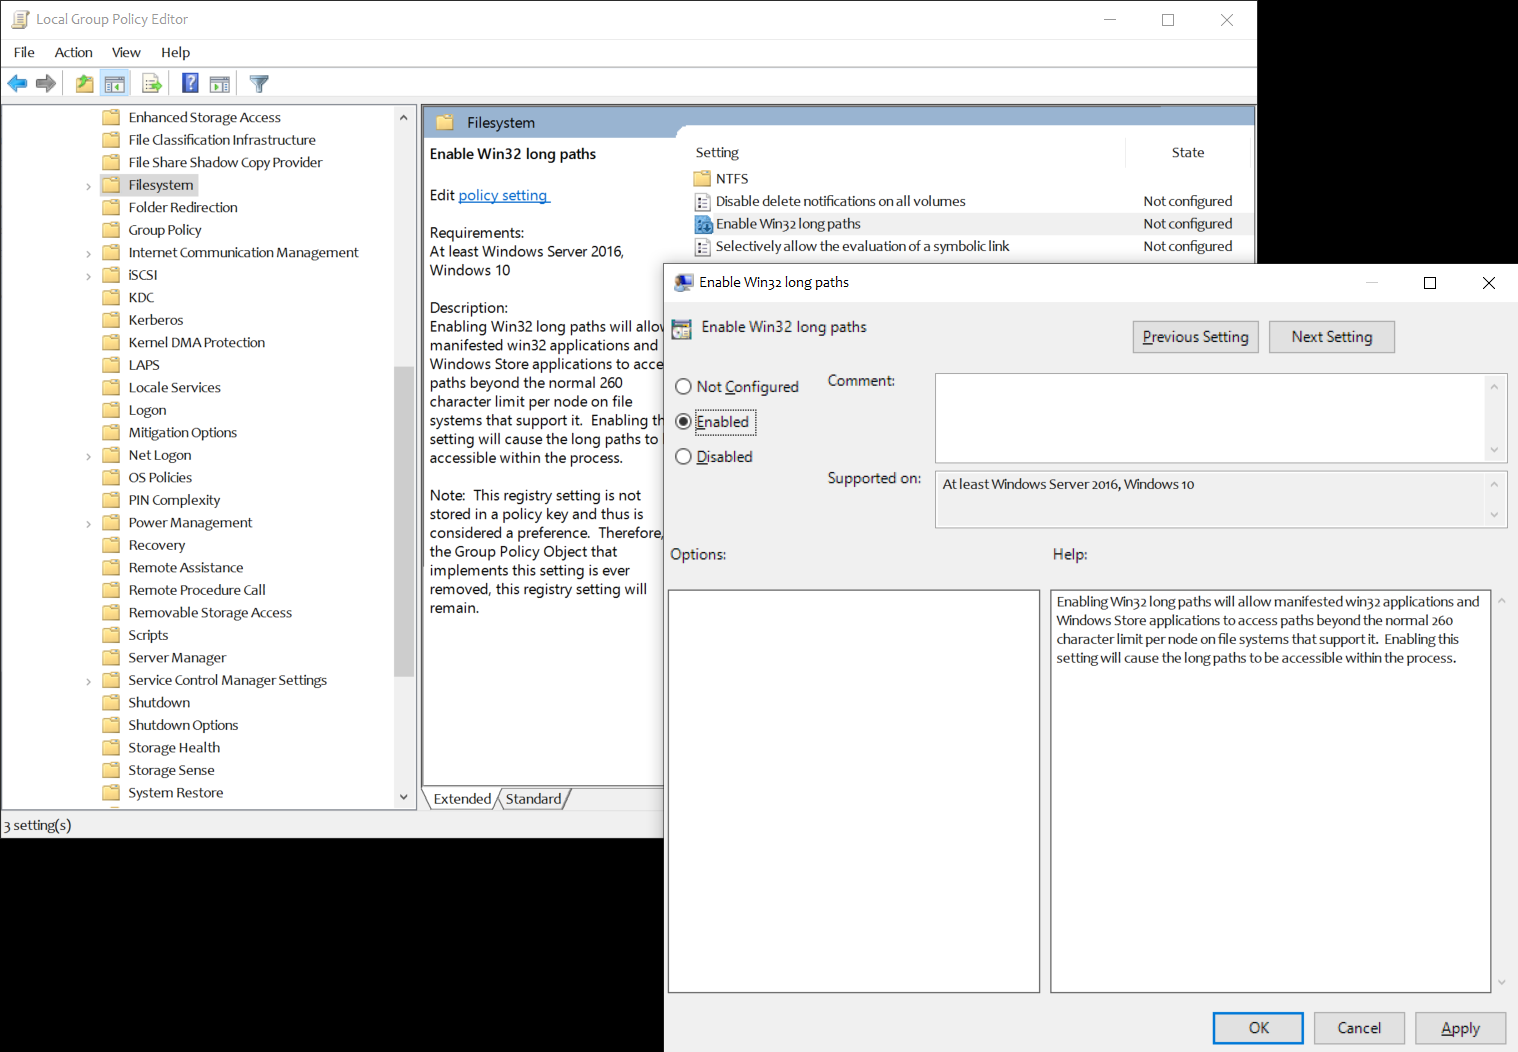 Local Group Policy Editor
File Action View Help
Enhanced Storage Access
File Classification Infrastructure
File Share Shadow Copy Provider
Filesystem
Folder Redirection
Group Policy
Internet Communication Management
iSCSI
KDC
Kerberos
Kernel DMA Protection
LAPS
Locale Services
Logon
Mitigation Options
Net Logon
OS Policies
PIN Complexity
Power Management
Recovery
Remote Assistance
Remote Procedure Call
Removable Storage Access
Scripts
Server Manager
Service Control Manager Settings
Shutdown
Shutdown Options
Storage Health
Storage Sense
System Restore
3 setting(s)
Filesystem
Enable Win32 long paths
Edit policy setting
Requirements:
At least Windows Server 2016,
Windows 10
Description:
Enabling Win32 long paths will allow
manifested win32 applications and
Windows Store applications to acce
paths beyond the normal 260
character limit per node on file
systems that support it.  Enabling th
setting will cause the long paths to
accessible within the process.
Note:  This registry setting is not
stored in a policy key and thus is
considered a preference.  Therefore,
the Group Policy Object that
implements this setting is ever
removed, this registry setting will
remain.
Extended Standard
Setting State
NTFS
Disable delete notifications on all volumes Not configured
Enable Win32 long paths Not configured
Selectively allow the evaluation of a symbolic link Not configured
Enable Win32 long paths
Enable Win32 long paths
Previous Setting Next Setting
Not Configured
Enabled
Disabled
Comment:
Supported on:
At least Windows Server 2016, Windows 10
Options:
Help:
Enabling Win32 long paths will allow manifested win32 applications and
Windows Store applications to access paths beyond the normal 260
character limit per node on file systems that support it.  Enabling this
setting will cause the long paths to be accessible within the process.
OK Cancel Apply